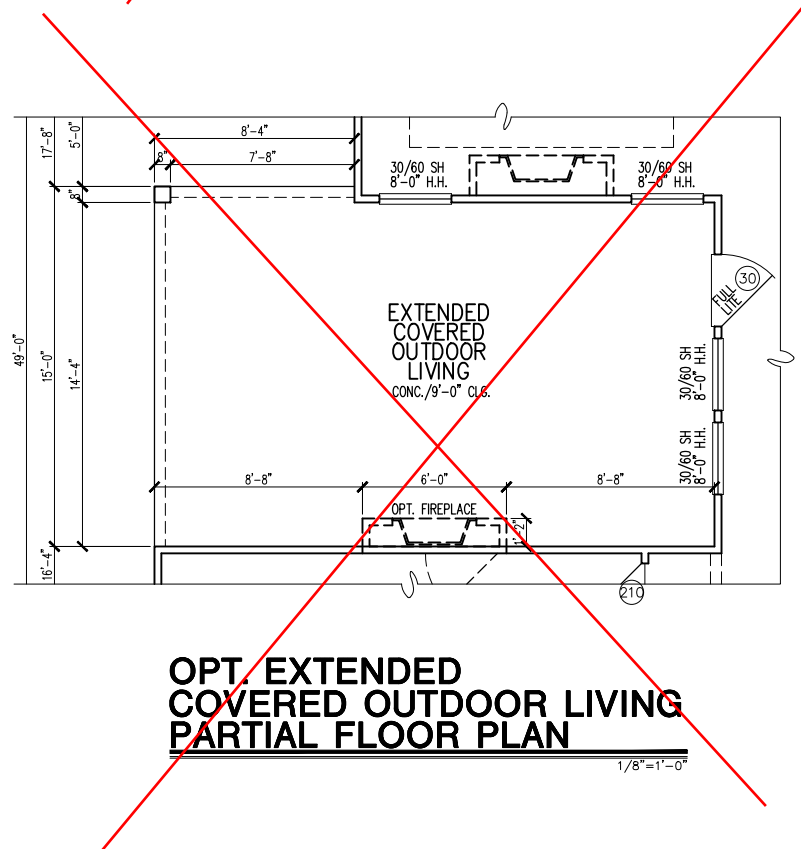 8'-4"
5'-0"
17'-8"
8"
7'-8"
30/60 SH
8'-0" H.H.
30/60 SH
8'-0" H.H.
8"
30
FULL
LITE
EXTENDED
COVERED
OUTDOOR
LIVING
CONC./9'-0" CLG.
49'-0"
15'-0"
14'-4"
30/60 SH
8'-0" H.H.
30/60 SH
8'-0" H.H.
8'-8"
6'-0"
8'-8"
OPT. FIREPLACE
1'-2"
16'-4"
210
OPT. EXTENDED
COVERED OUTDOOR LIVING
PARTIAL FLOOR PLAN
1/8"=1'-0"